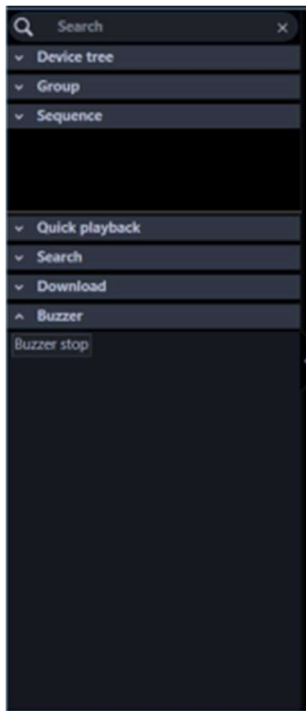 Search
Device tree
Group
Sequence
Quick playback
Search
Download
Buzzer
Buzzer stop